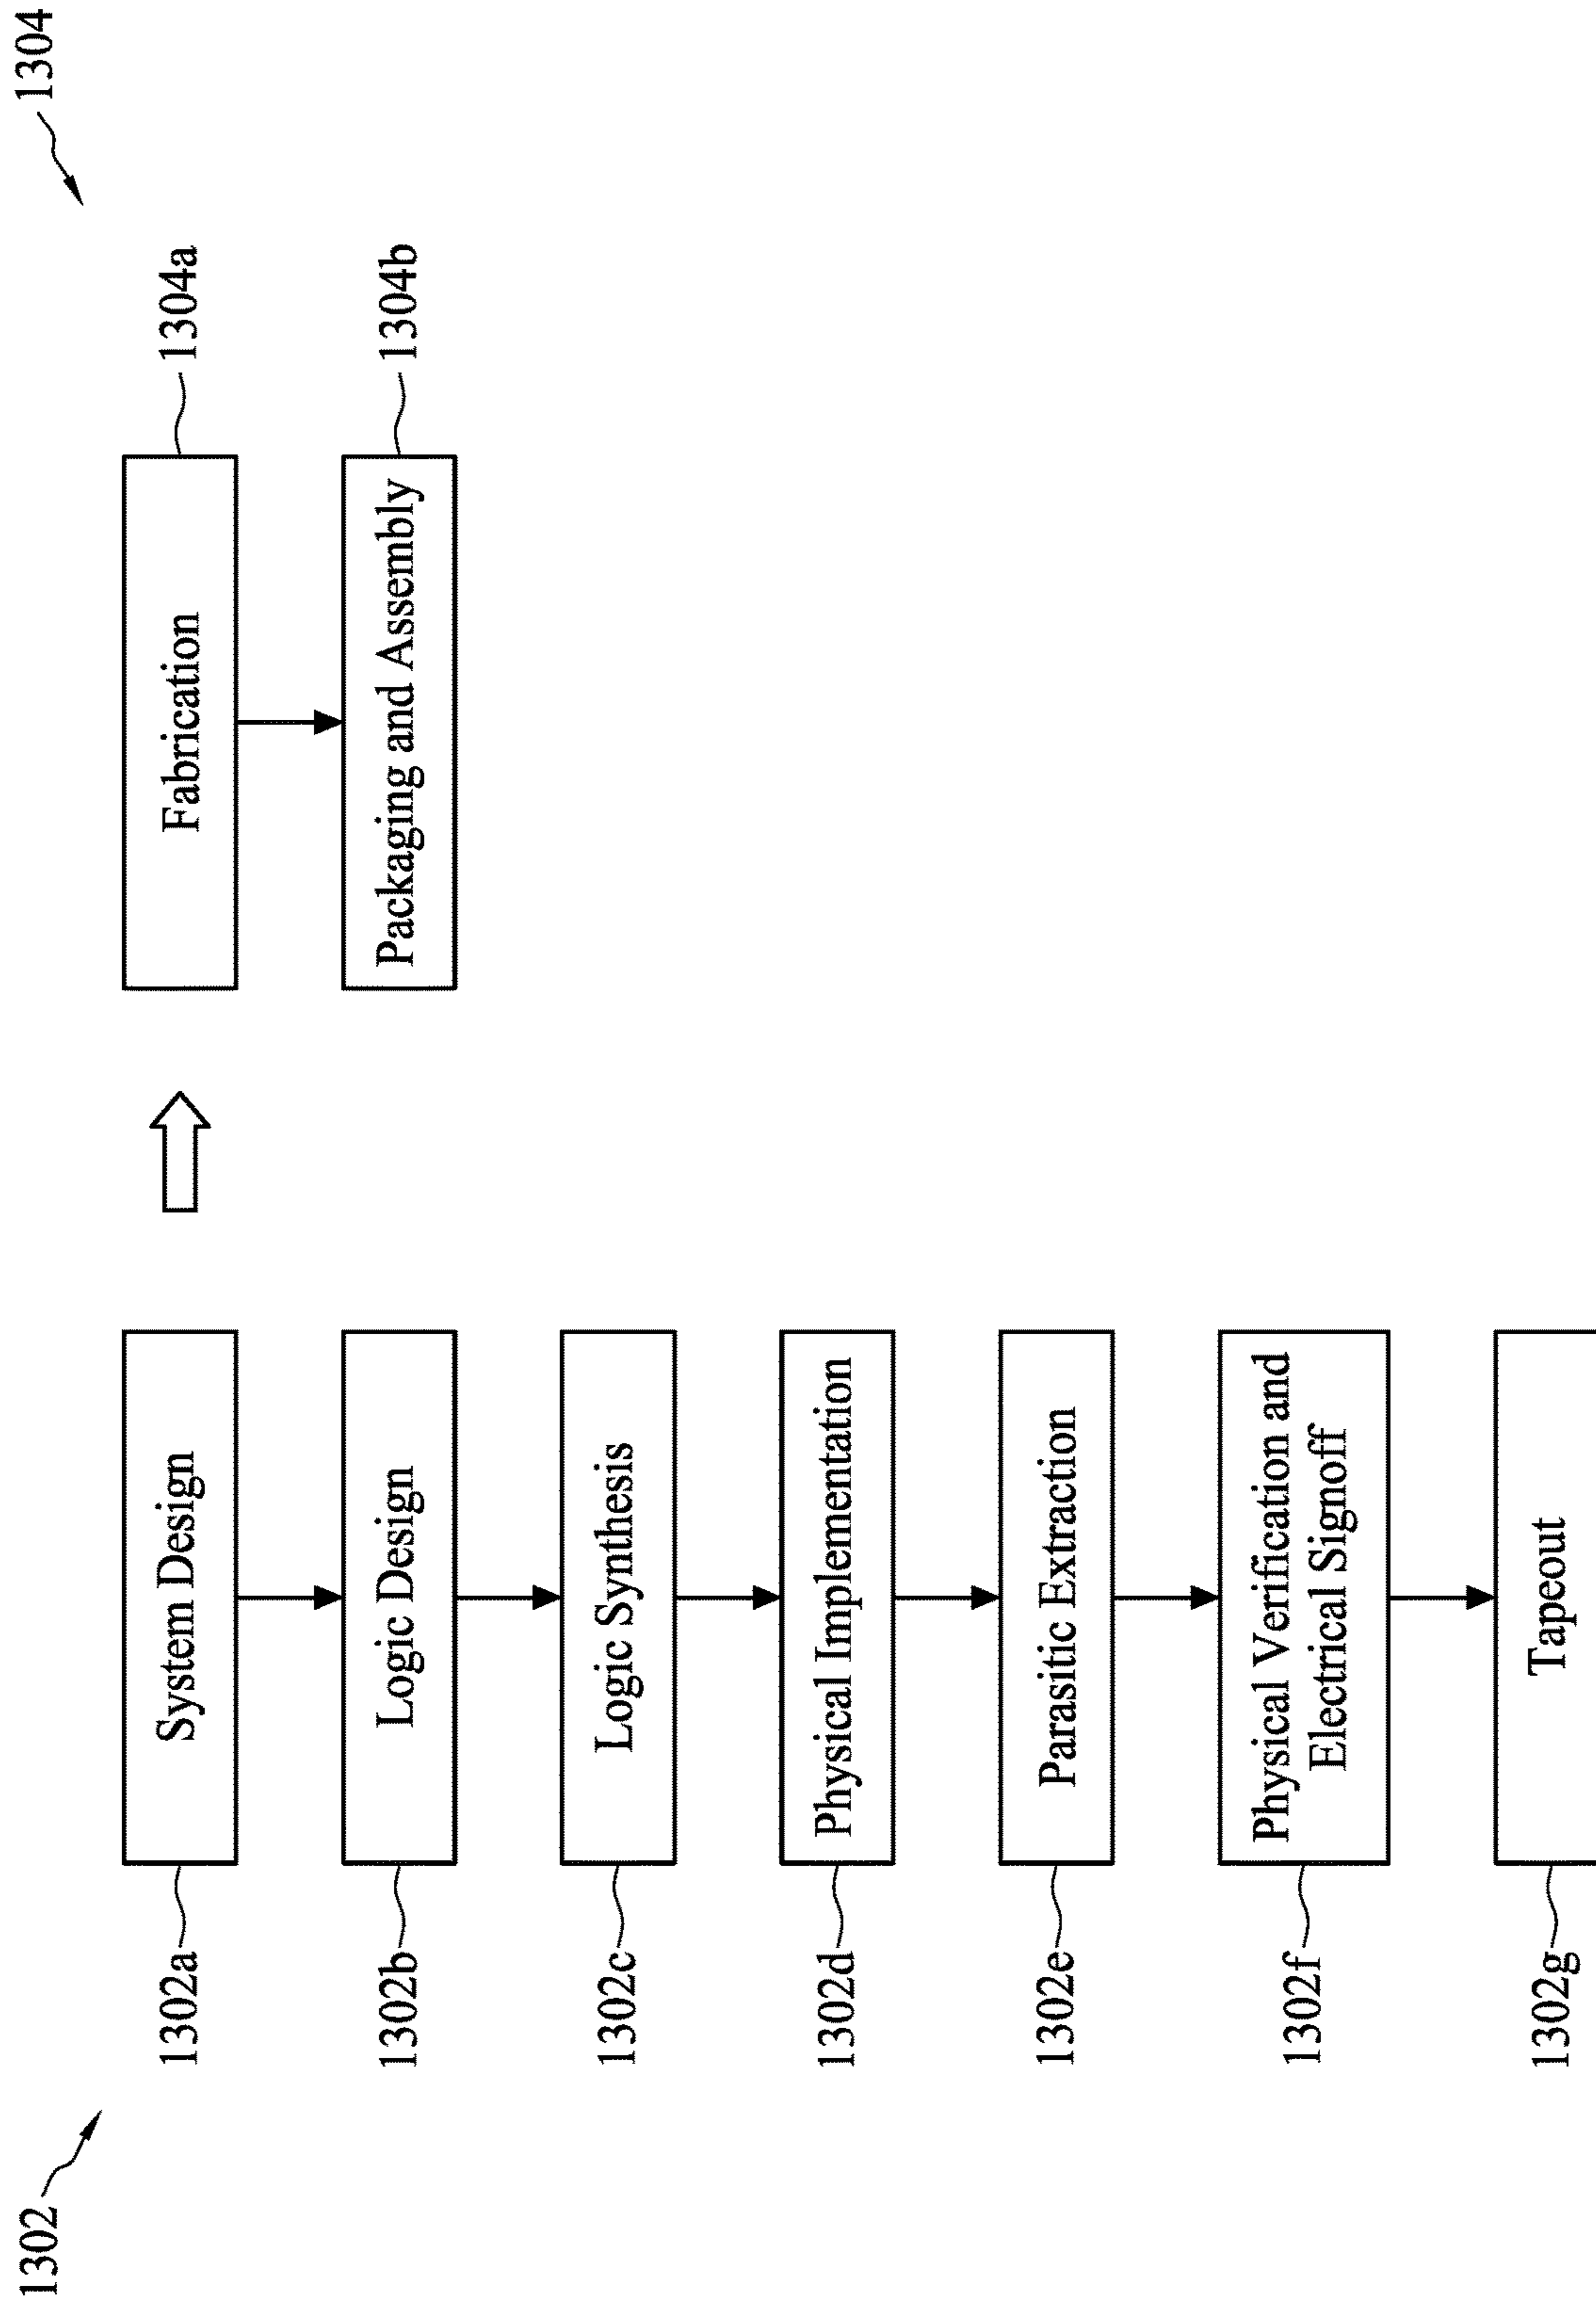 1302
1304
1302a
System Design
Fabrication
1304a
1302b
Logic Design
Packaging and Assembly
1304b
1302c
Logic Synthesis
1302d
Physical Implementation
1302e
Parasitic Extraction
1302f
Physical Verification and
Electrical Signoff
1302g
Tapeout